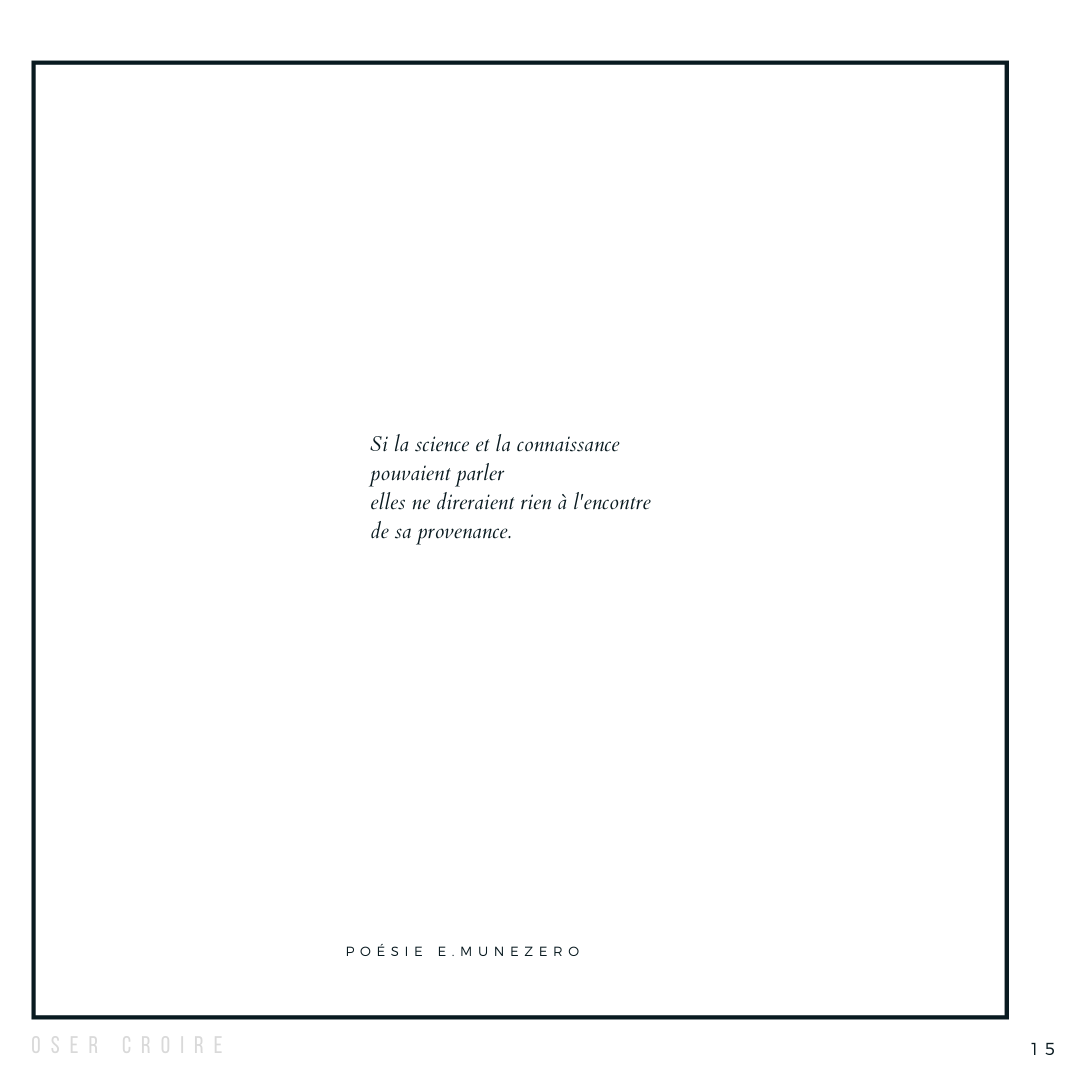 Si la science et la connaissance
pouvaient parler
elles ne direraient rien à l'encontre
de sa provenance.
POÉSIE E.MUNEZERO
OSER CROIRE
15